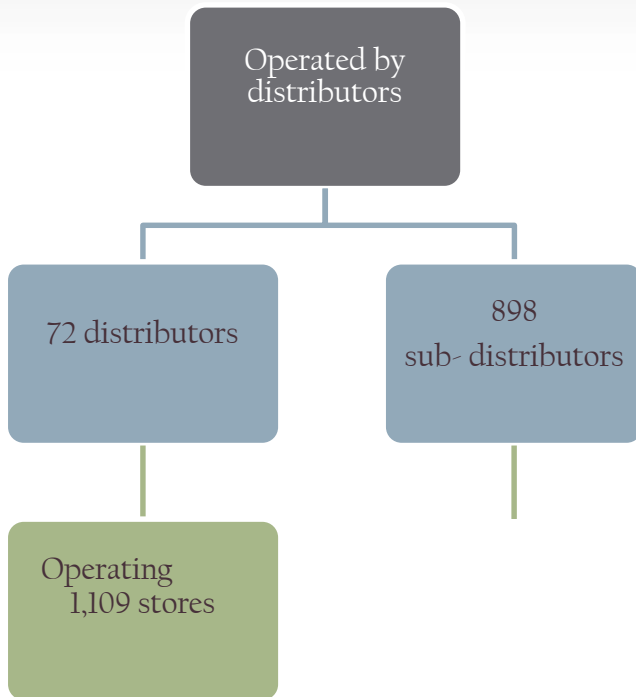 Operated by
distributors
72 distributors
898
sub- distributors
Operating
1,109 stores